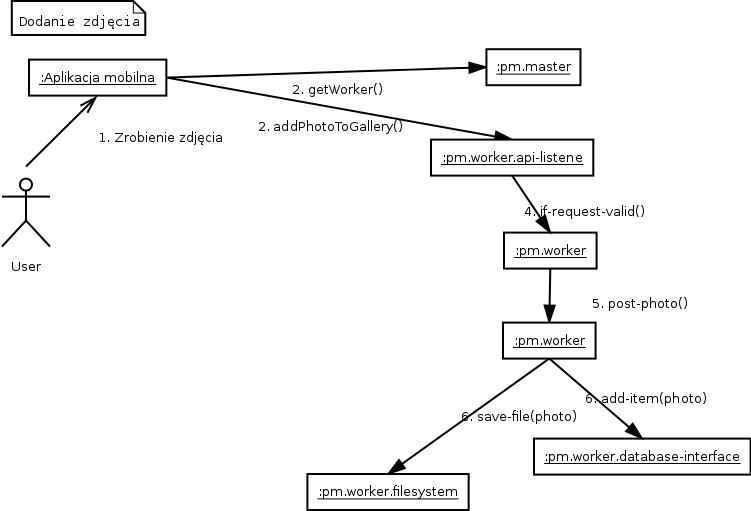 Dodanie zdjęcia
:Aplikacja mobilna
:pm.master
2. getWorker()
2. addPhotoToGallery()
1. Zrobienie zdjęcia
:pm.worker.api-listene
User
4. if-request-valid()
:pm.worker
5. post-photo()
:pm.worker
6. add-item(photo)
6. save-file(photo)
:pm.worker.database-interface
:pm.worker.filesystem